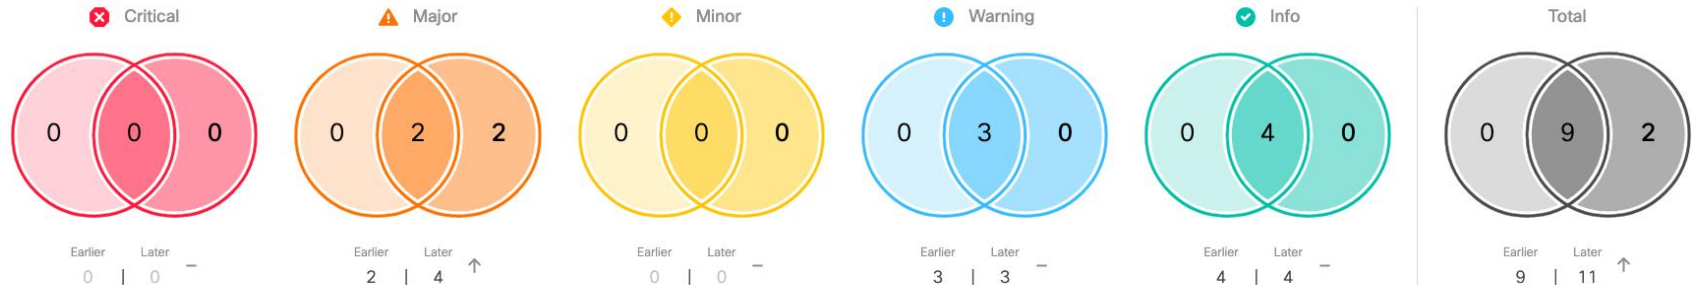 Critical Major Minor Warning Info Total
0 0 0 0 2 2 0 0 0 0 3 0 0 4 0 0 9 2
Earlier Later Earlier Later Earlier Later Earlier Later Earlier Later Earlier Later
0 | 0 – 2 | 4 ↑ 0 | 0 – 3 | 3 – 4 | 4 – 9 | 11 ↑